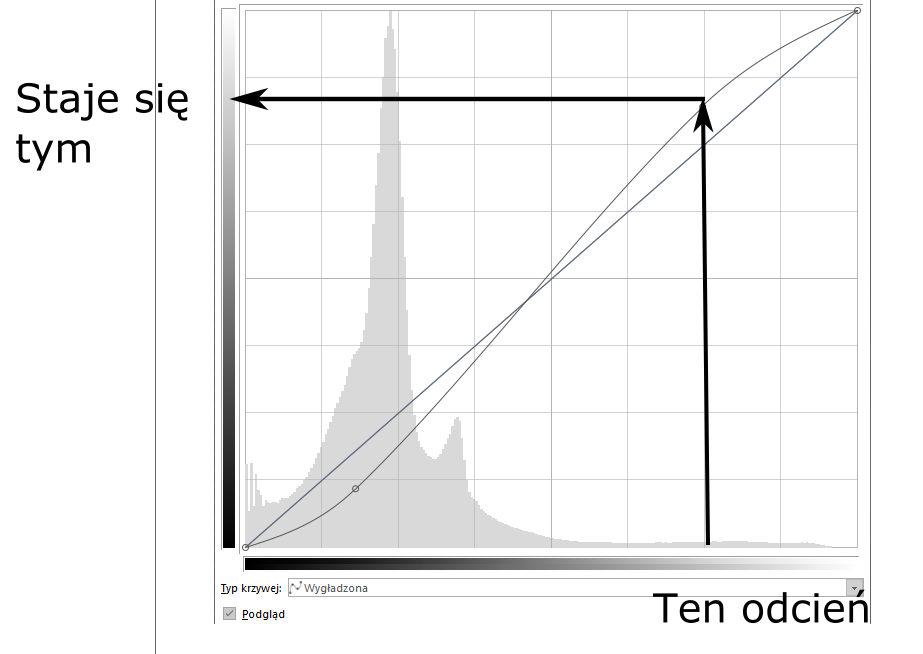 Staje się
tym
Typ krzywej:
Wygładzona
Podgląd
Ten odcień